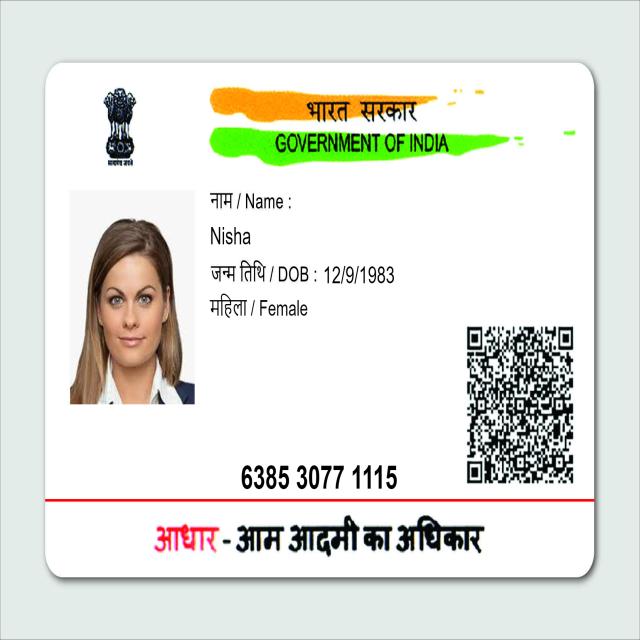 भारत सरकार
GOVERNMENT OF INDIA
सत्यमेव जयते
नाम / Name :
Nisha
जन्म तिथि / DOB : 12/9/1983
महिला / Female
6385 3077 1115
आधार - आम आदमी का अधिकार